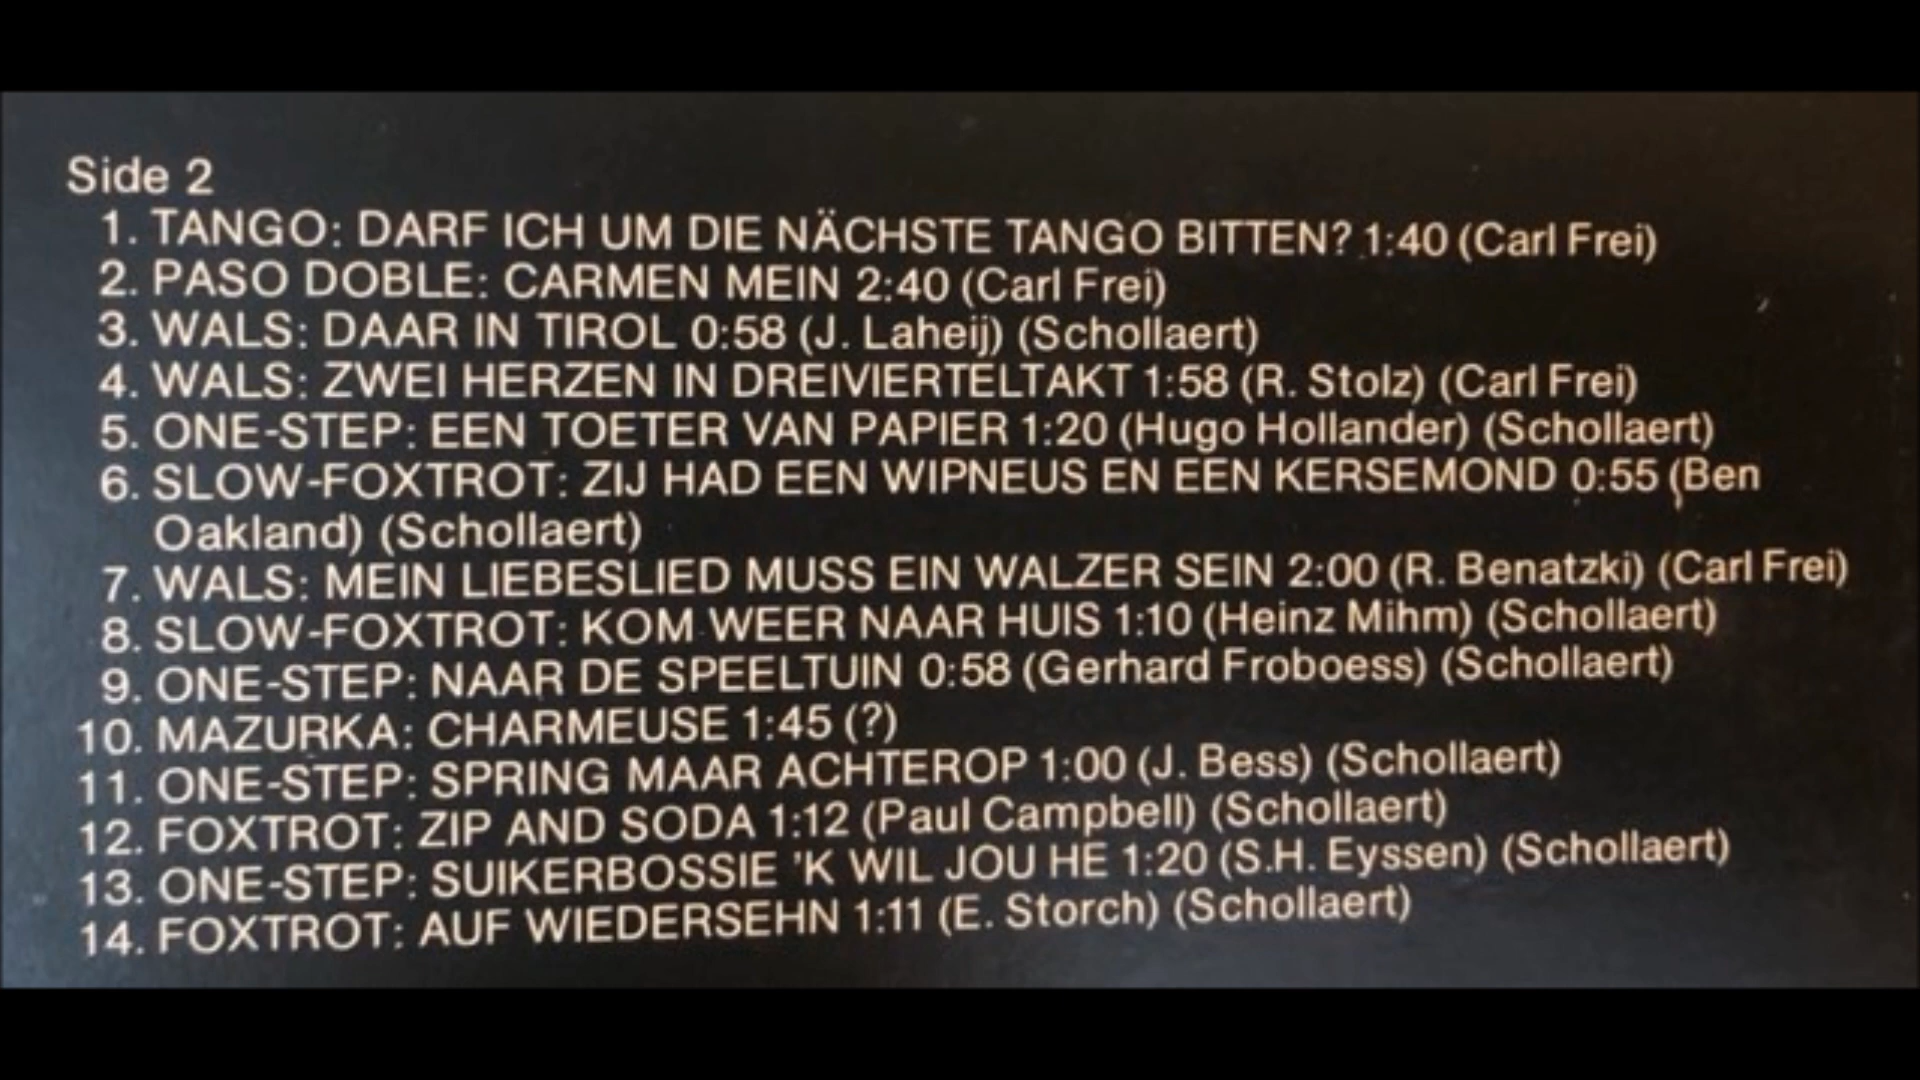 Side 2
1. TANGO: DARF ICH UM DIE NÄCHSTE TANGO BITTEN? 1:40 (Carl Frei)
2. PASO DOBLE: CARMEN MEIN 2:40 (Carl Frei)
3. WALS: DAAR IN TIROL 0:58 (J. Laheij) (Schollaert)
4. WALS: ZWEI HERZEN IN DREIVIERTELTAKT 1:58 (R. Stolz) (Carl Frei)
5. ONE-STEP: EEN TOETER VAN PAPIER 1:20 (Hugo Hollander) (Schollaert)
6. SLOW-FOXTROT: ZIJ HAD EEN WIPNEUS EN EEN KERSEMOND 0:55 (Ben
Oakland) (Schollaert)
7. WALS: MEIN LIEBESLIED MUSS EIN WALZER SEIN 2:00 (R. Benatzki) (Carl Frei)
8. SLOW-FOXTROT: KOM WEER NAAR HUIS 1:10 (Heinz Mihm) (Schollaert)
9. ONE-STEP: NAAR DE SPEELTUIN 0:58 (Gerhard Froboess) (Schollaert)
10. MAZURKA: CHARMEUSE 1:45 (?)
11. ONE-STEP: SPRING MAAR ACHTEROP 1:00 (J. Bess) (Schollaert)
12. FOXTROT: ZIP AND SODA 1:12 (Paul Campbell) (Schollaert)
13. ONE-STEP: SUIKERBOSSIE 'K WIL JOU HE 1:20 (S.H. Eyssen) (Schollaert)
14. FOXTROT: AUF WIEDERSEHN 1:11 (E. Storch) (Schollaert)